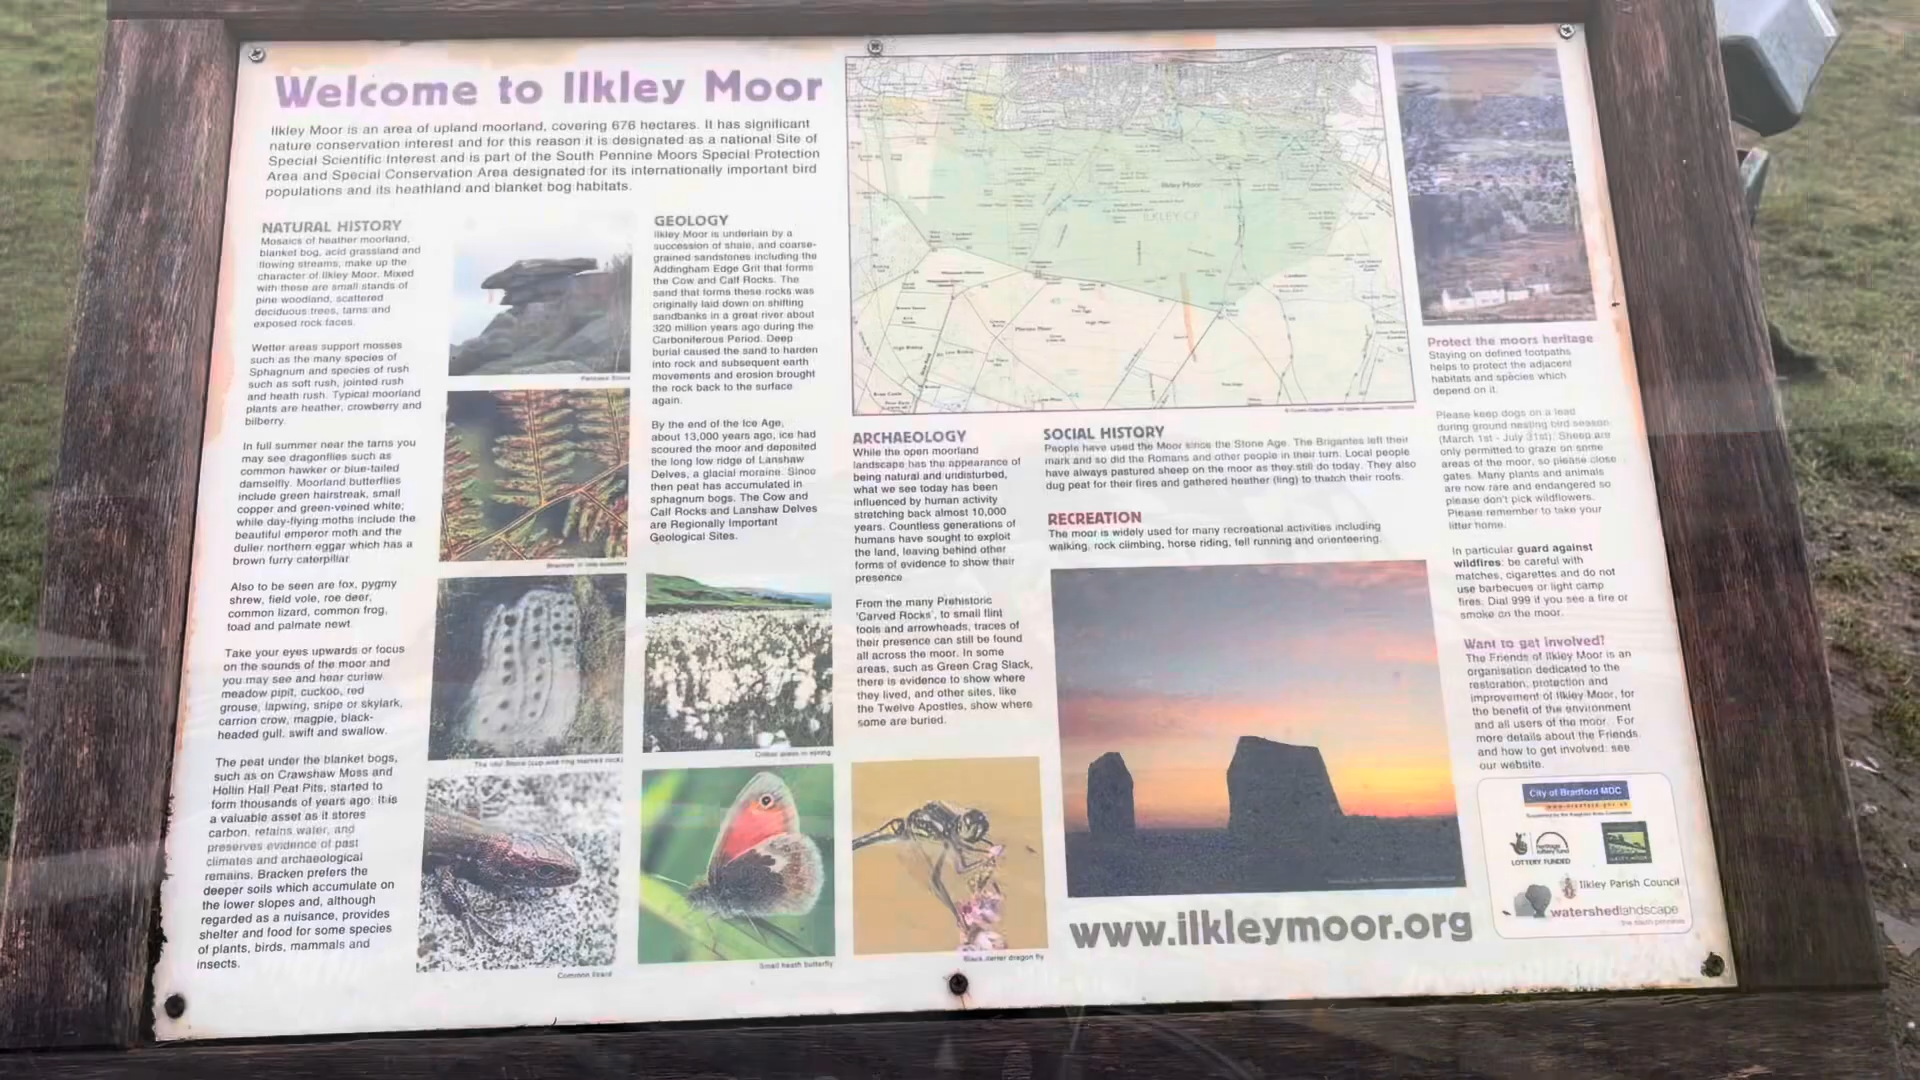 Welcome to Ilkley Moor
Ilkley Moor is an area of upland moorland, covering 676 hectares. It has significant
nature conservation interest and for this reason it is designated as a national Site of
Special Scientific Interest and is part of the South Pennine Moors Special Protection
Area and Special Conservation Area designated for its internationally important bird
populations and its heathland and blanket bog habitats.
NATURAL HISTORY
Mosaics of heather moorland,
blanket bog, acid grassland and
flowing streams, make up the
character of Ilkley Moor. Mixed
with these are small stands of
pine woodland, scattered
deciduous trees, tarns and
exposed rock faces.
Wetter areas support mosses
such as the many species of
Sphagnum and species of rush
such as soft rush, jointed rush
and heath rush. Typical moorland
plants are heather, crowberry and
bilberry.
In full summer near the tarns you
may see dragonflies such as
common hawker or blue-tailed
damselfly. Moorland butterflies
include green hairstreak, small
copper and green-veined white;
while day-flying moths include the
beautiful emperor moth and the
duller northern eggar which has a
brown furry caterpillar
Also to be seen are fox, pygmy
shrew, field vole, roe deer,
common lizard, common frog,
toad and palmate newt
Take your eyes upwards or focus
on the sounds of the moor and
you may see and hear curlew
meadow pipit, cuckoo, red
grouse, lapwing, snipe or skylark,
carrion crow, magpie, black-
headed gull, swift and swallow.
The peat under the blanket bogs,
such as on Crawshaw Moss and
Hollin Hall Peat Pits, started to
form thousands of years ago. It is
a valuable asset as it stores
carbon, retains water, and
preserves evidence of past
climates and archaeological
remains. Bracken prefers the
deeper soils which accumulate on
the lower slopes and, although
regarded as a nuisance, provides
shelter and food for some species
of plants, birds, mammals and
insects.
Pancake Stone
Bracken in late summer
The Idol Stone (cup and ring marked rock)
Common lizard
GEOLOGY
Ilkley Moor is underlain by a
succession of shale, and coarse-
grained sandstones including the
Addingham Edge Grit that forms
the Cow and Calf Rocks. The
sand that forms these rocks was
originally laid down on shifting
sandbanks in a great river about
320 million years ago during the
Carboniferous Period. Deep
burial caused the sand to harden
into rock and subsequent earth
movements and erosion brought
the rock back to the surface
again.
By the end of the Ice Age,
about 13,000 years ago, ice had
scoured the moor and deposited
the long low ridge of Lanshaw
Delves, a glacial moraine. Since
then peat has accumulated in
sphagnum bogs. The Cow and
Calf Rocks and Lanshaw Delves
are Regionally Important
Geological Sites.
Cotton grass in spring
Small heath butterfly
Ilkley Moor
ILKLEY CP
ARCHAEOLOGY
While the open moorland
landscape has the appearance of
being natural and undisturbed,
what we see today has been
influenced by human activity
stretching back almost 10,000
years. Countless generations of
humans have sought to exploit
the land, leaving behind other
forms of evidence to show their
presence
From the many Prehistoric
'Carved Rocks', to small flint
tools and arrowheads, traces of
their presence can still be found
all across the moor. In some
areas, such as Green Crag Slack,
there is evidence to show where
they lived, and other sites, like
the Twelve Apostles, show where
some are buried.
Black darter dragon fly
SOCIAL HISTORY
People have used the Moor since the Stone Age. The Brigantes left their
mark and so did the Romans and other people in their turn. Local people
have always pastured sheep on the moor as they still do today. They also
dug peat for their fires and gathered heather (ling) to thatch their roofs.
RECREATION
The moor is widely used for many recreational activities including
walking, rock climbing, horse riding, fell running and orienteering.
www.ilkleymoor.org
Protect the moors heritage
Staying on defined footpaths
helps to protect the adjacent
habitats and species which
depend on it.
Please keep dogs on a lead
during ground nesting bird season
(March 1st - July 31st). Sheep are
only permitted to graze on some
areas of the moor, so please close
gates. Many plants and animals
are now rare and endangered so
please don't pick wildflowers.
Please remember to take your
litter home.
In particular guard against
wildfires: be careful with
matches, cigarettes and do not
use barbecues or light camp
fires. Dial 999 if you see a fire or
smoke on the moor.
Want to get involved?
The Friends of Ilkley Moor is an
organisation dedicated to the
restoration, protection and
improvement of Ilkley Moor, for
the benefit of the environment
and all users of the moor. For
more details about the Friends
and how to get involved: see
our website.
City of Bradford MDC
www.bradford.gov.uk
heritage
lottery fund
LOTTERY FUNDED
Ilkley Parish Council
watershedlandscape
the south pennines